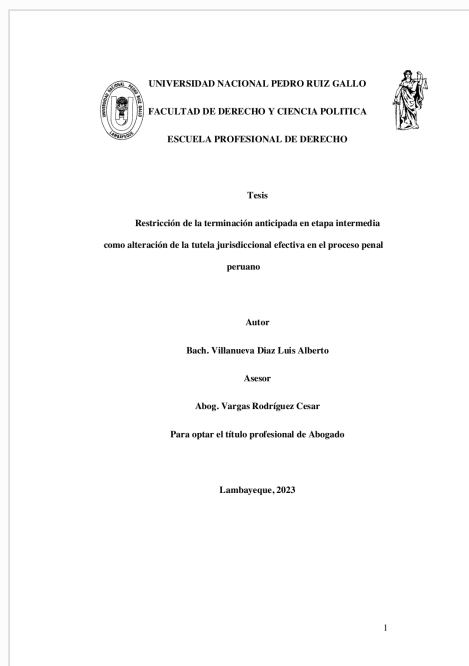 UNIVERSIDAD NACIONAL PEDRO RUIZ GALLO
FACULTAD DE DERECHO Y CIENCIA POLITICA
ESCUELA PROFESIONAL DE DERECHO
Tesis
Restricción de la terminación anticipada en etapa intermedia
como alteración de la tutela jurisdiccional efectiva en el proceso penal
peruano
Autor
Bach. Villanueva Diaz Luis Alberto
Asesor
Abog. Vargas Rodríguez Cesar
Para optar el título profesional de Abogado
Lambayeque, 2023
1